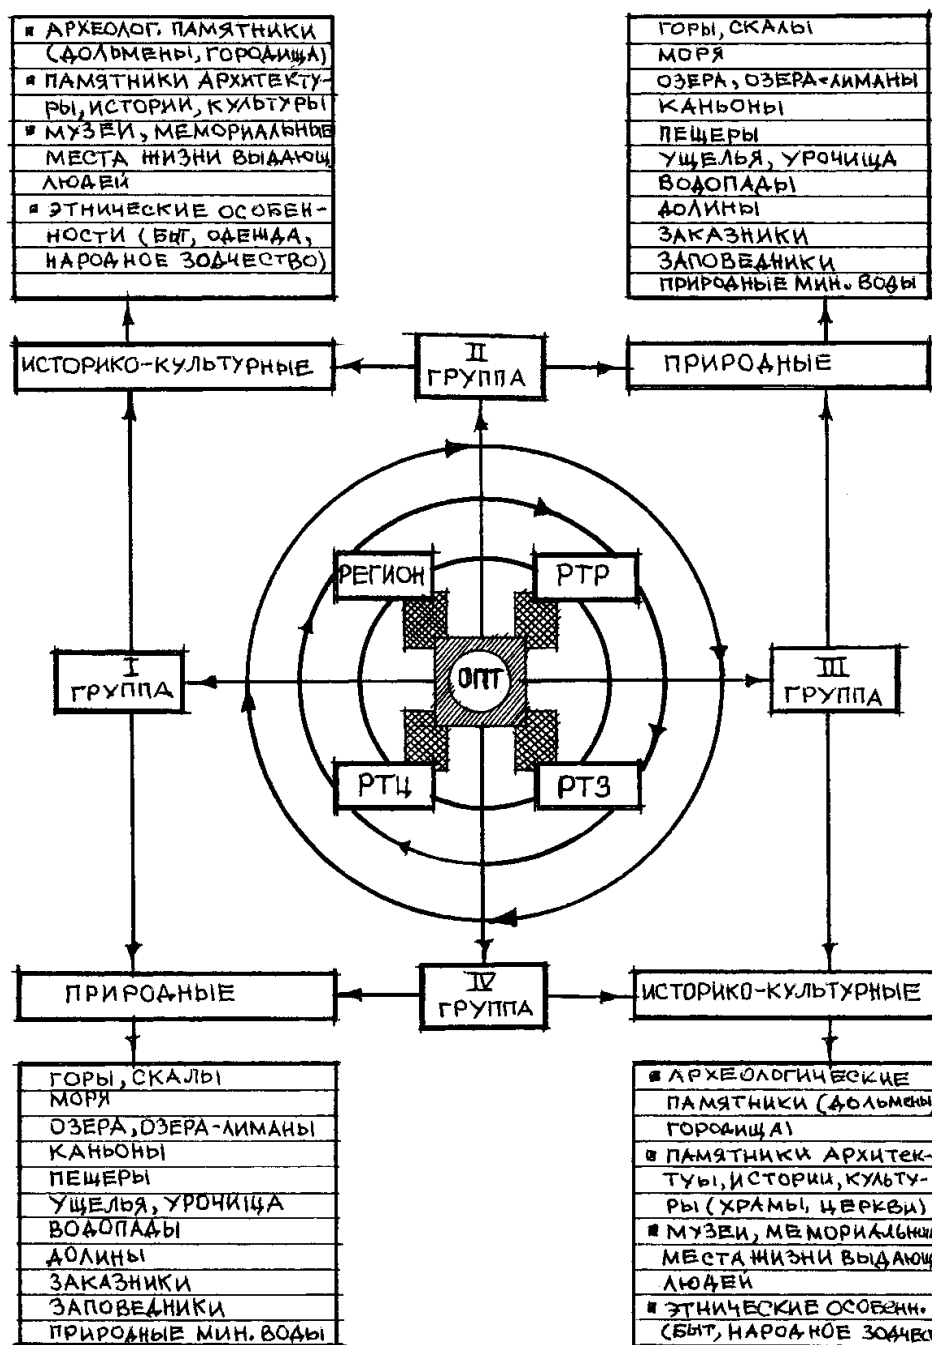 ▪ АРХЕОЛОГ. ПАМЯТНИКИ
(ДОЛЬМЕНЫ, ГОРОДИЩА)
▪ ПАМЯТНИКИ АРХИТЕКТУ-
РЫ, ИСТОРИИ, КУЛЬТУРЫ
▪ МУЗЕИ, МЕМОРИАЛЬНЫЕ
МЕСТА ЖИЗНИ ВЫДАЮЩ
ЛЮДЕЙ
▪ ЭТНИЧЕСКИЕ ОСОБЕН-
НОСТИ (БЫТ, ОДЕЖДА,
НАРОДНОЕ ЗОДЧЕСТВО)
ГОРЫ, СКАЛЫ
МОРЯ
ОЗЕРА, ОЗЕРА-ЛИМАНЫ
КАНЬОНЫ
ПЕЩЕРЫ
УЩЕЛЬЯ, УРОЧИЩА
ВОДОПАДЫ
ДОЛИНЫ
ЗАКАЗНИКИ
ЗАПОВЕДНИКИ
ПРИРОДНЫЕ МИН. ВОДЫ
ИСТОРИКО-КУЛЬТУРНЫЕ
II
ГРУППА
ПРИРОДНЫЕ
РЕГИОН
РТР
I
ГРУППА
ОПТ
III
ГРУППА
РТЦ
РТЗ
ПРИРОДНЫЕ
IV
ГРУППА
ИСТОРИКО-КУЛЬТУРНЫЕ
ГОРЫ, СКАЛЫ
МОРЯ
ОЗЕРА, ОЗЕРА-ЛИМАНЫ
КАНЬОНЫ
ПЕЩЕРЫ
УЩЕЛЬЯ, УРОЧИЩА
ВОДОПАДЫ
ДОЛИНЫ
ЗАКАЗНИКИ
ЗАПОВЕДНИКИ
ПРИРОДНЫЕ МИН. ВОДЫ
▪ АРХЕОЛОГИЧЕСКИЕ
ПАМЯТНИКИ (ДОЛЬМЕНЫ,
ГОРОДИЩА)
▪ ПАМЯТНИКИ АРХИТЕК-
ТУЫ, ИСТОРИИ, КУЛЬТУ-
РЫ (ХРАМЫ, ЦЕРКВИ)
▪ МУЗЕИ, МЕМОРИАЛЬНЫЕ
МЕСТА ЖИЗНИ ВЫДАЮЩ
ЛЮДЕЙ
▪ ЭТНИЧЕСКИЕ ОСОБЕНН.
(БЫТ, НАРОДНОЕ ЗОДЧЕС